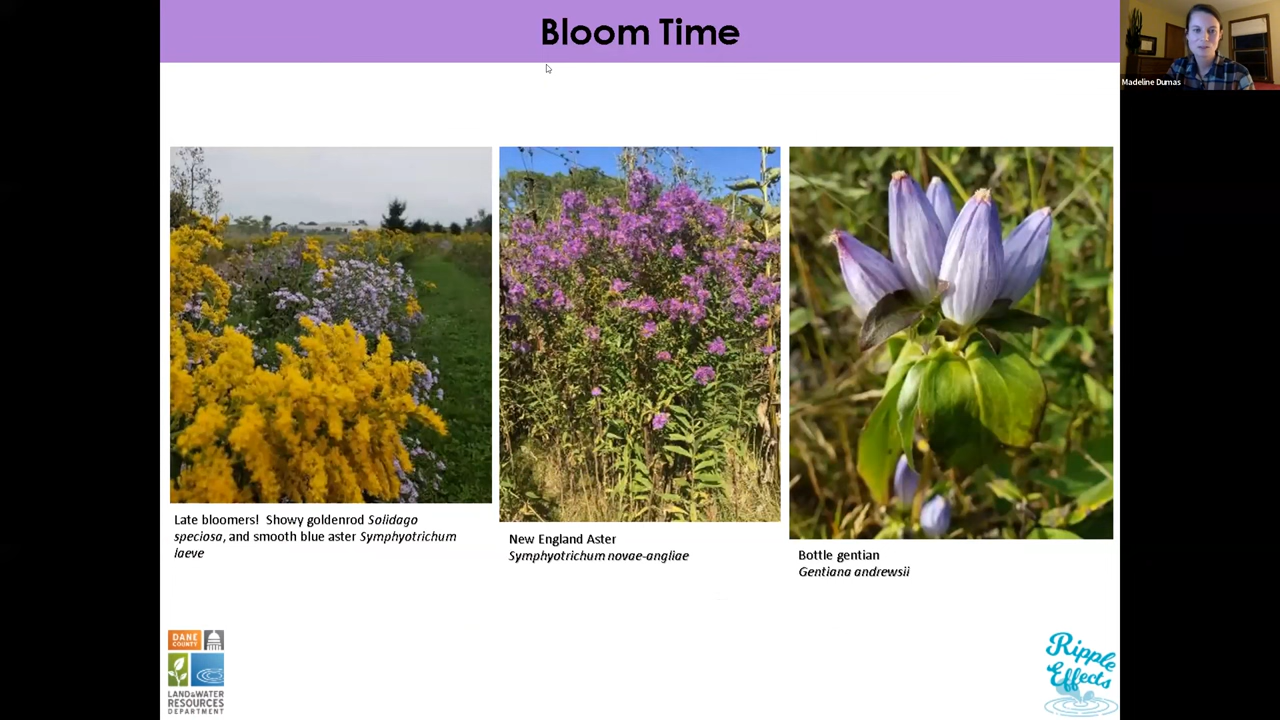 Bloom Time
Madeline Dumas
Late bloomers!  Showy goldenrod Solidago
speciosa, and smooth blue aster Symphyotrichum
laeve
New England Aster
Symphyotrichum novae-angliae
Bottle gentian
Gentiana andrewsii
DANE
COUNTY
LAND & WATER
RESOURCES
DEPARTMENT
Ripple
Effects